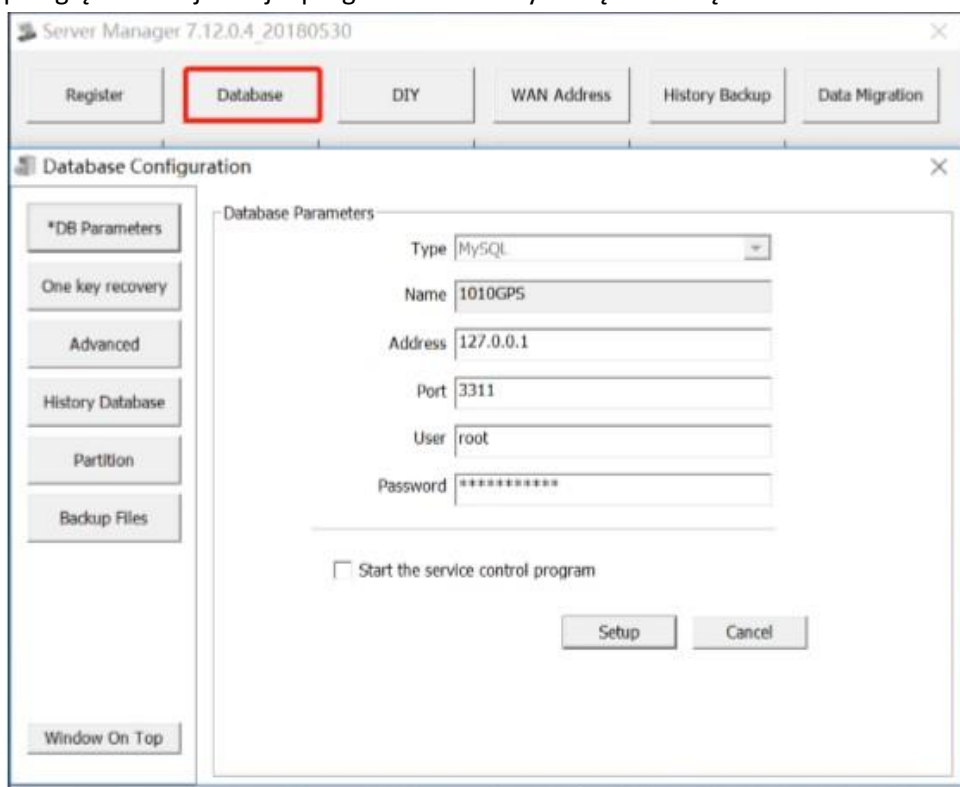 Server Manager 7.12.0.4_20180530
Register Database DIY WAN Address History Backup Data Migration
Database Configuration
*DB Parameters
One key recovery
Advanced
History Database
Partition
Backup Files
Window On Top
Database Parameters
Type MySQL
Name 1010GPS
Address 127.0.0.1
Port 3311
User root
Password ***********
Start the service control program
Setup Cancel